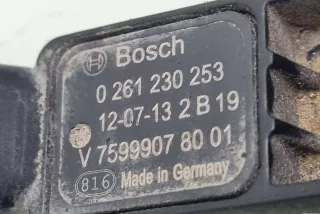 Bosch
0 261 230 253
12-07-13 2 B 19
V 7599907 80 01
816 Made in Germany